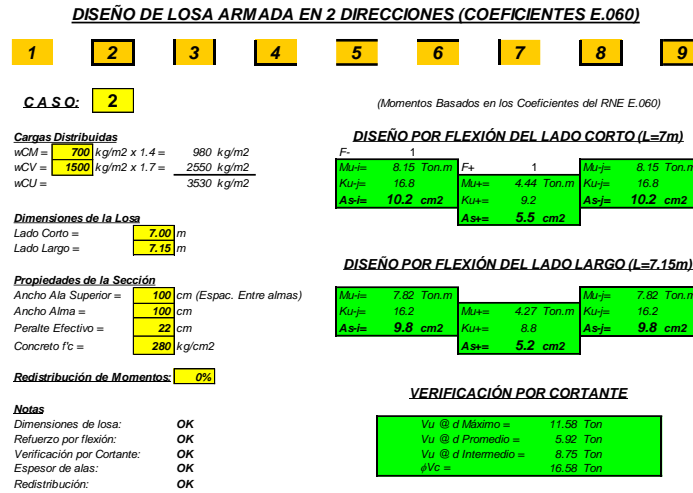 DISEÑO DE LOSA ARMADA EN 2 DIRECCIONES (COEFICIENTES E.060)
1 2 3 4 5 6 7 8 9
C A S O: 2
(Momentos Basados en los Coeficientes del RNE E.060)
Cargas Distribuidas
wCM = 700 kg/m2 x 1.4 = 980 kg/m2
wCV = 1500 kg/m2 x 1.7 = 2550 kg/m2
wCU = 3530 kg/m2
Dimensiones de la Losa
Lado Corto = 7.00 m
Lado Largo = 7.15 m
Propiedades de la Sección
Ancho Ala Superior = 100 cm (Espac. Entre almas)
Ancho Alma = 100 cm
Peralte Efectivo = 22 cm
Concreto f'c = 280 kg/cm2
Redistribución de Momentos: 0%
Notas
Dimensiones de losa: OK
Refuerzo por flexión: OK
Verificación por Cortante: OK
Espesor de alas: OK
Redistribución: OK
DISEÑO POR FLEXIÓN DEL LADO CORTO (L=7m)
F- 1
Mu-i= 8.15 Ton.m F+ 1 Mu-j= 8.15 Ton.m
Ku-j= 16.8 Mu+= 4.44 Ton.m Ku-j= 16.8
As-i= 10.2 cm2 Ku+= 9.2 As-j= 10.2 cm2
As+= 5.5 cm2
DISEÑO POR FLEXIÓN DEL LADO LARGO (L=7.15m)
Mu-i= 7.82 Ton.m Mu-j= 7.82 Ton.m
Ku-j= 16.2 Mu+= 4.27 Ton.m Ku-j= 16.2
As-i= 9.8 cm2 Ku+= 8.8 As-j= 9.8 cm2
As+= 5.2 cm2
VERIFICACIÓN POR CORTANTE
Vu @ d Máximo = 11.58 Ton
Vu @ d Promedio = 5.92 Ton
Vu @ d Intermedio = 8.75 Ton
ϕVc = 16.58 Ton